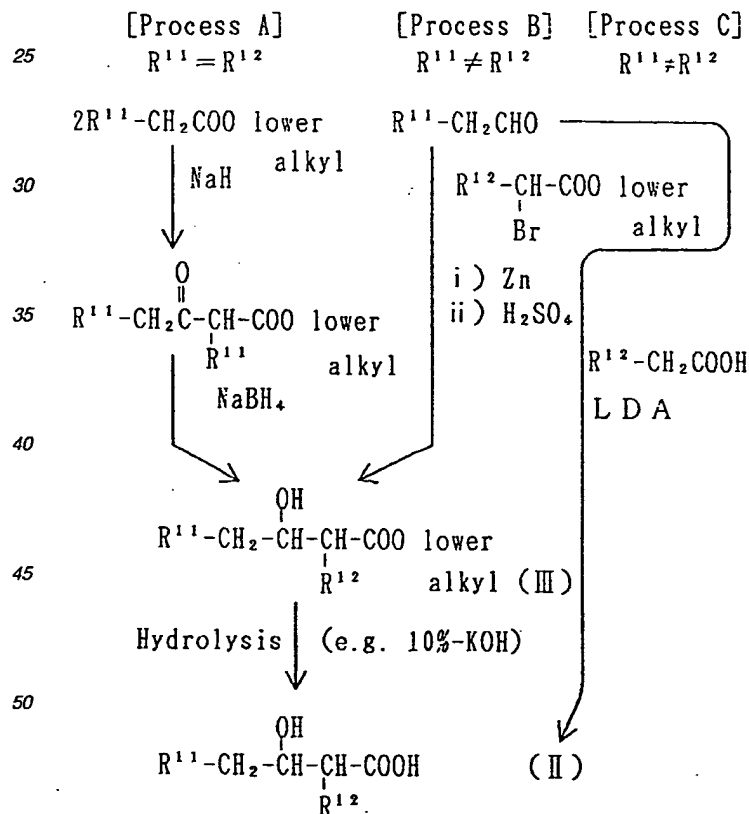 [Process A] [Process B] [Process C]
25 R¹¹=R¹² R¹¹≠R¹² R¹¹≠R¹²
2R¹¹-CH₂COO lower alkyl R¹¹-CH₂CHO
30 NaH R¹²-CH-COO lower alkyl
Br
O i) Zn
35 R¹¹-CH₂C-CH-COO lower alkyl ii) H₂SO₄
R¹¹
R¹²-CH₂COOH
NaBH₄ LDA
40
OH
R¹¹-CH₂-CH-CH-COO lower
45 R¹² alkyl (III)
Hydrolysis (e.g. 10%-KOH)
50
OH
R¹¹-CH₂-CH-CH-COOH (II)
R¹²
55